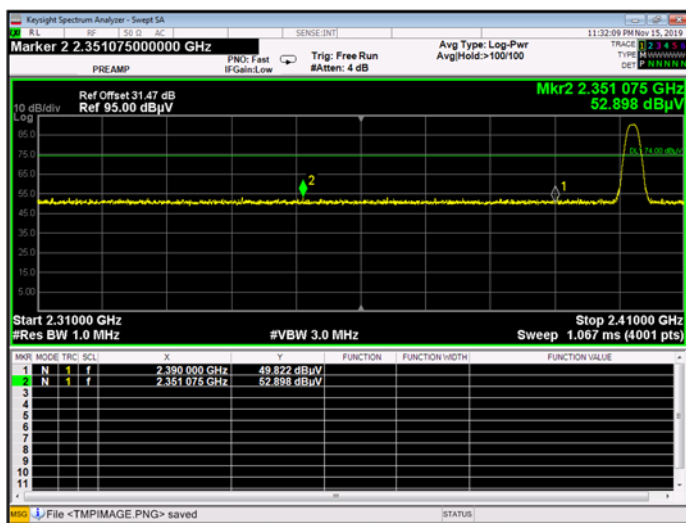 Keysight Spectrum Analyzer - Swept SA
RL RF 50 Ω AC SENSE:INT 11:32:09 PM Nov 15, 2019
Marker 2 2.351075000000 GHz
PREAMP
PNO: Fast
IFGain:Low
Trig: Free Run
#Atten: 4 dB
Avg Type: Log-Pwr
Avg|Hold:>100/100
TRACE 1 2 3 4 5 6
TYPE M W W W W W
DET P N N N N N
Mkr2 2.351 075 GHz
52.898 dBµV
Ref Offset 31.47 dB
10 dB/div Ref 95.00 dBµV
Log
85.0
75.0
DL1 74.00 dBµV
65.0
55.0
45.0
35.0
25.0
15.0
5.00
2
1
Start 2.31000 GHz Stop 2.41000 GHz
#Res BW 1.0 MHz #VBW 3.0 MHz Sweep 1.067 ms (4001 pts)
MKR MODE TRC SCL X Y FUNCTION FUNCTION WIDTH FUNCTION VALUE
1 N 1 f 2.390 000 GHz 49.822 dBµV
2 N 1 f 2.351 075 GHz 52.898 dBµV
3
4
5
6
7
8
9
10
11
MSG File <TMPIMAGE.PNG> saved STATUS